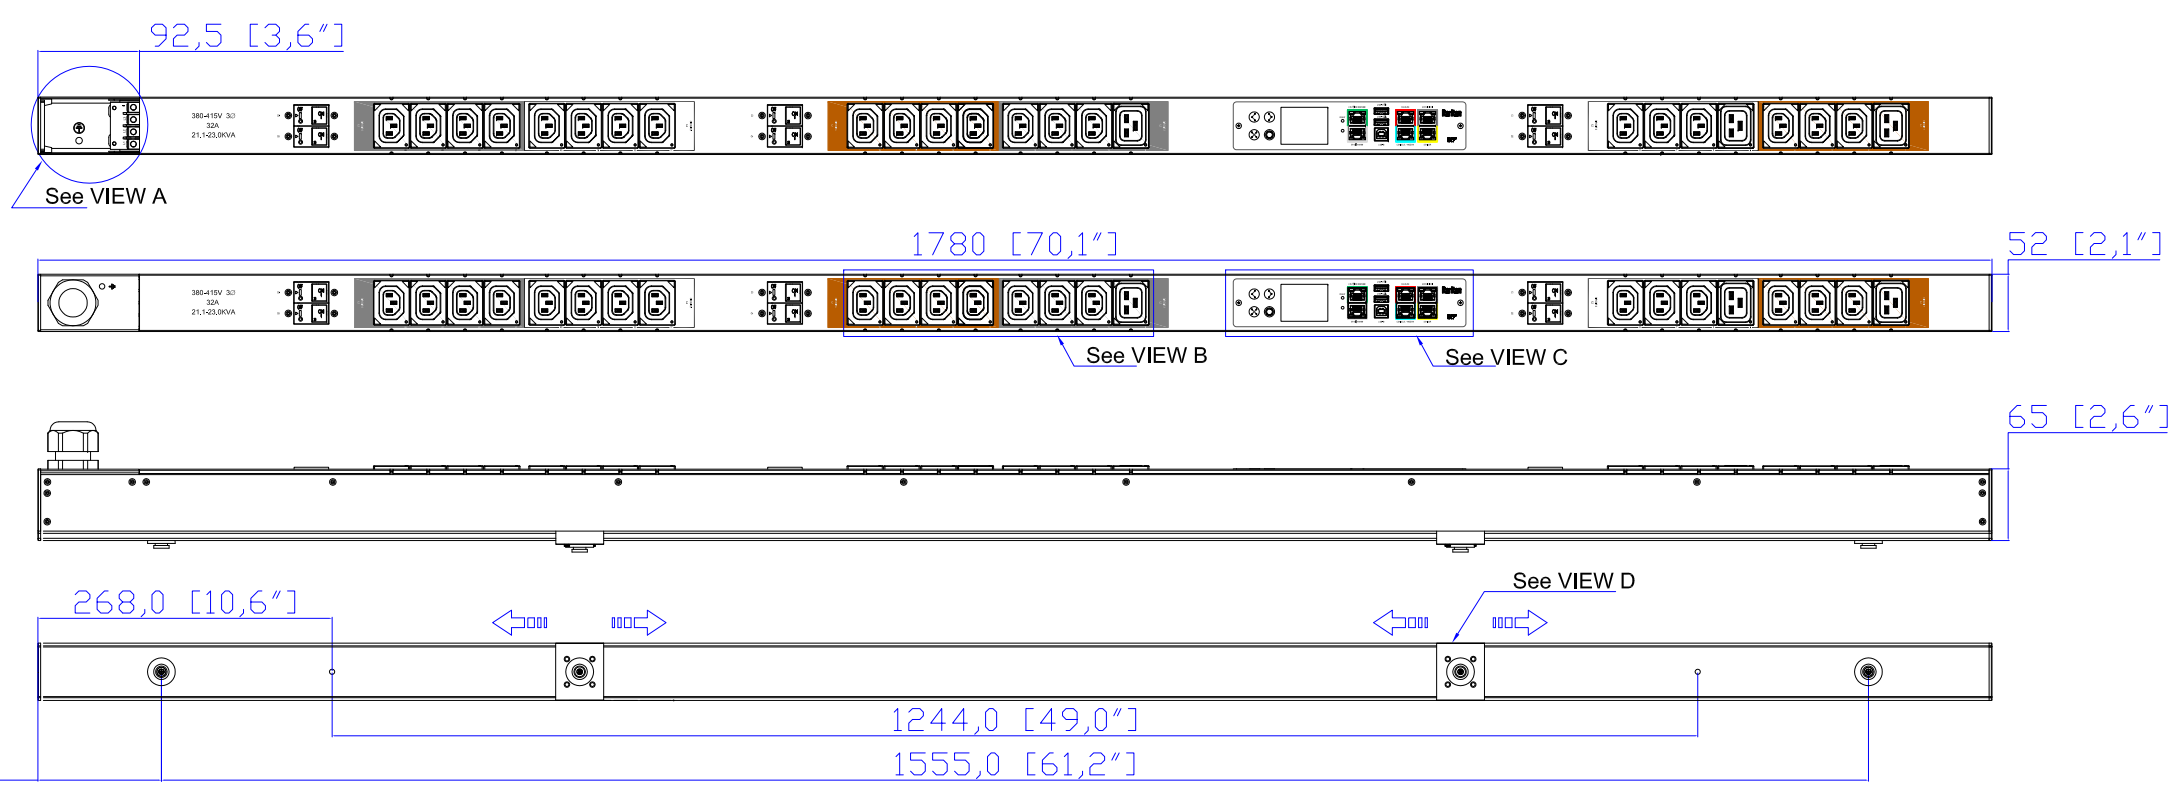 92,5 [3,6"]
380-415V 3∅
32A
21,1-23,0KVA
See VIEW A
1780 [70,1"]
52 [2,1"]
380-415V 3∅
32A
21,1-23,0KVA
See VIEW B
See VIEW C
65 [2,6"]
See VIEW D
268,0 [10,6"]
1244,0 [49,0"]
1555,0 [61,2"]